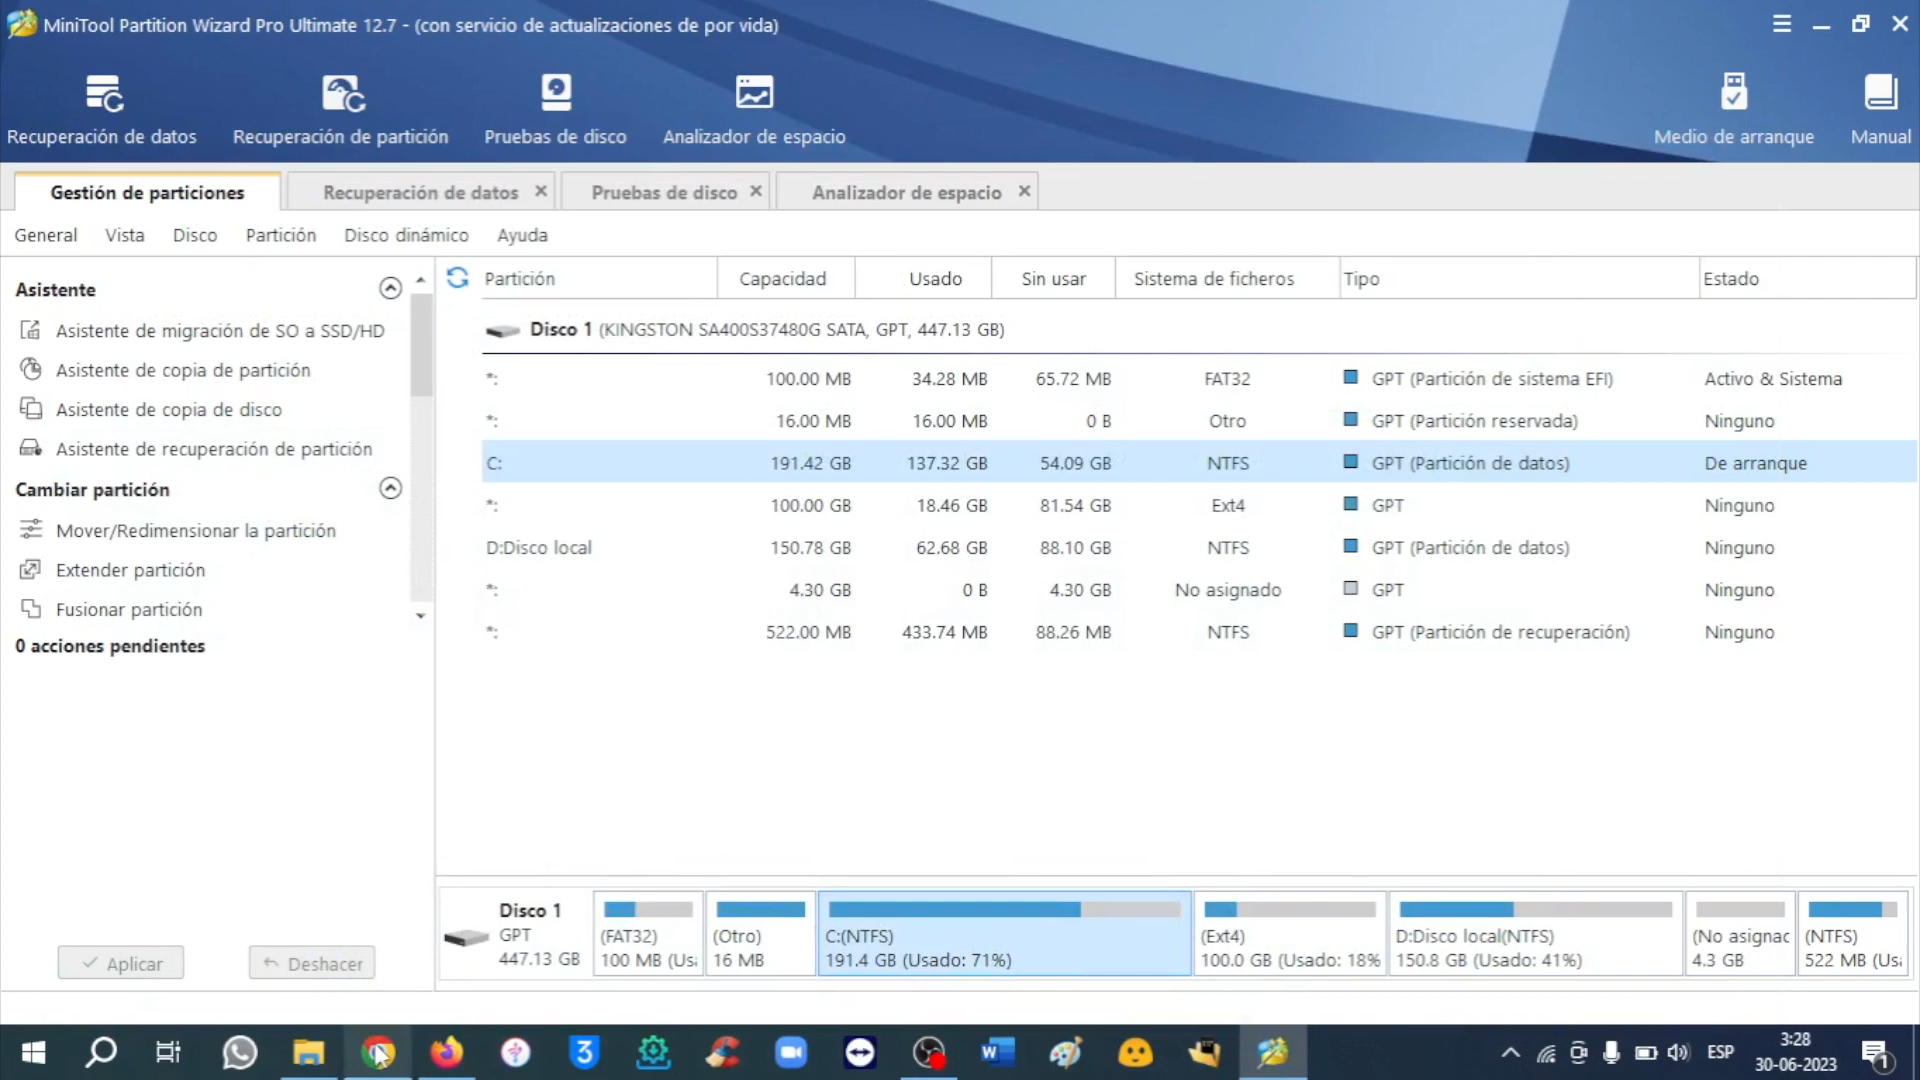 MiniTool Partition Wizard Pro Ultimate 12.7 - (con servicio de actualizaciones de por vida)
Recuperación de datos Recuperación de partición Pruebas de disco Analizador de espacio Medio de arranque Manual
Gestión de particiones Recuperación de datos Pruebas de disco Analizador de espacio
General Vista Disco Partición Disco dinámico Ayuda
Asistente
Asistente de migración de SO a SSD/HD
Asistente de copia de partición
Asistente de copia de disco
Asistente de recuperación de partición
Cambiar partición
Mover/Redimensionar la partición
Extender partición
Fusionar partición
0 acciones pendientes
Aplicar Deshacer
Partición Capacidad Usado Sin usar Sistema de ficheros Tipo Estado
Disco 1 (KINGSTON SA400S37480G SATA, GPT, 447.13 GB)
*: 100.00 MB 34.28 MB 65.72 MB FAT32 GPT (Partición de sistema EFI) Activo & Sistema
*: 16.00 MB 16.00 MB 0 B Otro GPT (Partición reservada) Ninguno
C: 191.42 GB 137.32 GB 54.09 GB NTFS GPT (Partición de datos) De arranque
*: 100.00 GB 18.46 GB 81.54 GB Ext4 GPT Ninguno
D:Disco local 150.78 GB 62.68 GB 88.10 GB NTFS GPT (Partición de datos) Ninguno
*: 4.30 GB 0 B 4.30 GB No asignado GPT Ninguno
*: 522.00 MB 433.74 MB 88.26 MB NTFS GPT (Partición de recuperación) Ninguno
Disco 1
GPT
447.13 GB
(FAT32)
100 MB (Usa
(Otro)
16 MB
C:(NTFS)
191.4 GB (Usado: 71%)
(Ext4)
100.0 GB (Usado: 18%
D:Disco local(NTFS)
150.8 GB (Usado: 41%)
(No asignac
4.3 GB
(NTFS)
522 MB (Usa
3
W
ESP
3:28
30-06-2023
1